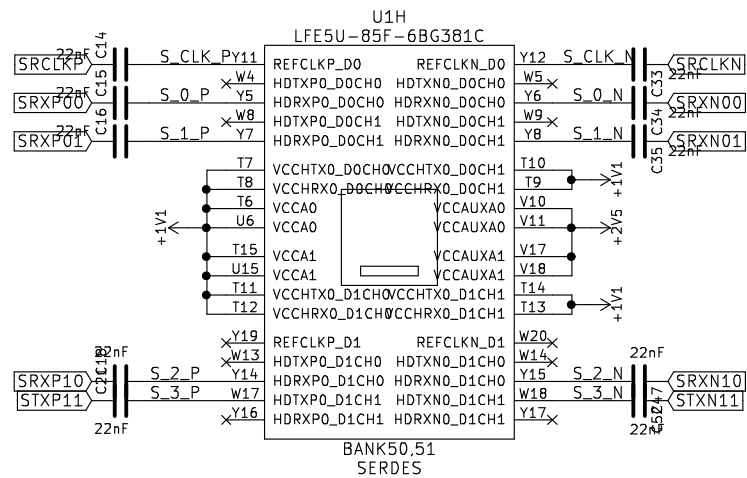 U1H
LFE5U-85F-6BG381C
22nF C14 S_CLK_P Y11 REFCLKP_D0 REFCLKN_D0 Y12 S_CLK_N C33
SRCLKP SRCLKN
22nF C15 W4 HDTXP0_D0CH0 HDTXN0_D0CH0 W5 22nF
SRXP00 S_0_P Y5 HDRXP0_D0CH0 HDRXN0_D0CH0 Y6 S_0_N C34 SRXN00
22nF C16 W8 HDTXP0_D0CH1 HDTXN0_D0CH1 W9 22nF
SRXP01 S_1_P Y7 HDRXP0_D0CH1 HDRXN0_D0CH1 Y8 S_1_N C35 SRXN01
22nF
T7 VCCHTX0_D0CH0 VCCHTX0_D0CH1 T10
+1V1
T8 VCCHRX0_D0CH0 VCCHRX0_D0CH1 T9
T6 VCCA0 VCCAUXA0 V10
+1V1 U6 VCCA0 VCCAUXA0 V11 +2V5
T15 VCCA1 VCCAUXA1 V17
U15 VCCA1 VCCAUXA1 V18
T11 VCCHTX0_D1CH0 VCCHTX0_D1CH1 T14
+1V1
T12 VCCHRX0_D1CH0 VCCHRX0_D1CH1 T13
Y19 REFCLKP_D1 REFCLKN_D1 W20
22nF W13 HDTXP0_D1CH0 HDTXN0_D1CH0 W14 22nF
SRXP10 S_2_P Y14 HDRXP0_D1CH0 HDRXN0_D1CH0 Y15 S_2_N SRXN10
STXP11 C21 S_3_P W17 HDTXP0_D1CH1 HDTXN0_D1CH1 W18 S_3_N C47 STXN11
22nF Y16 HDRXP0_D1CH1 HDRXN0_D1CH1 Y17 22nF C52
BANK50,51
SERDES